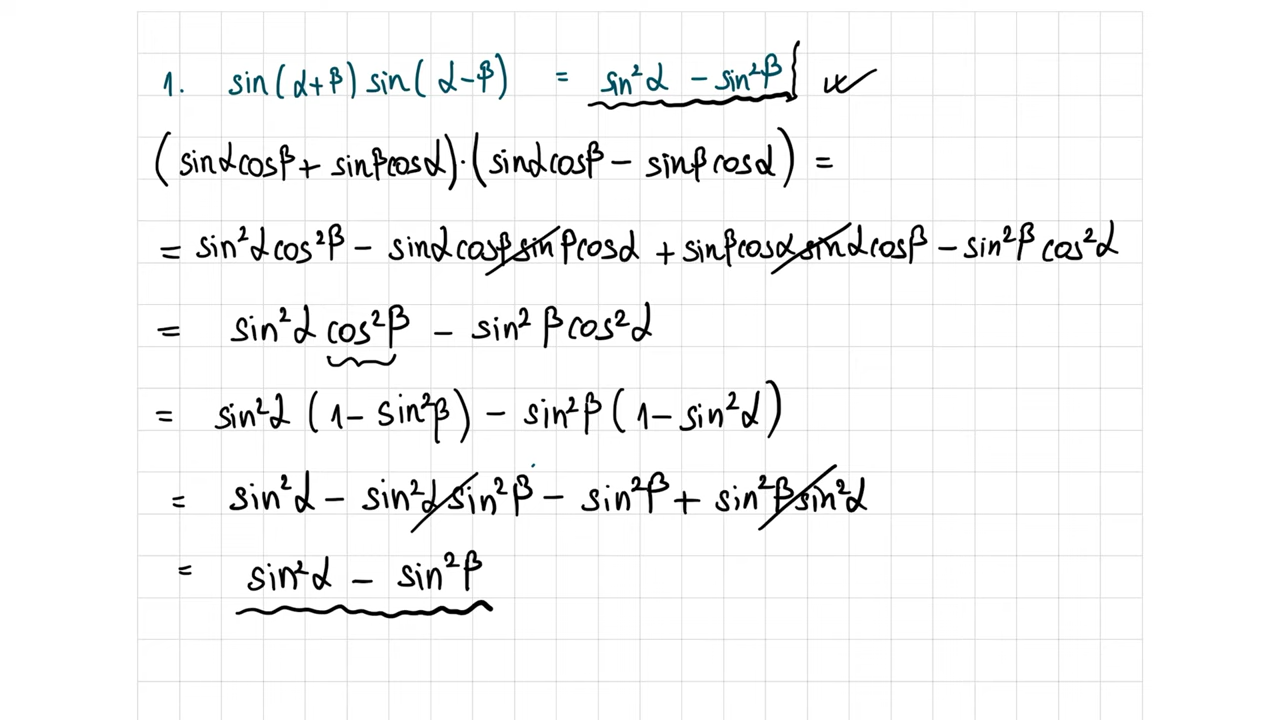 1. sin(α+β) sin(α-β) = sin²α - sin²β
(sinαcosβ + sinβcosα)·(sinαcosβ - sinβcosα) =
= sin²αcos²β - sinαcosβsinβcosα + sinβcosαsinαcosβ - sin²βcos²α
= sin²αcos²β - sin²βcos²α
= sin²α(1-sin²β) - sin²β(1-sin²α)
= sin²α - sin²αsin²β - sin²β + sin²βsin²α
= sin²α - sin²β